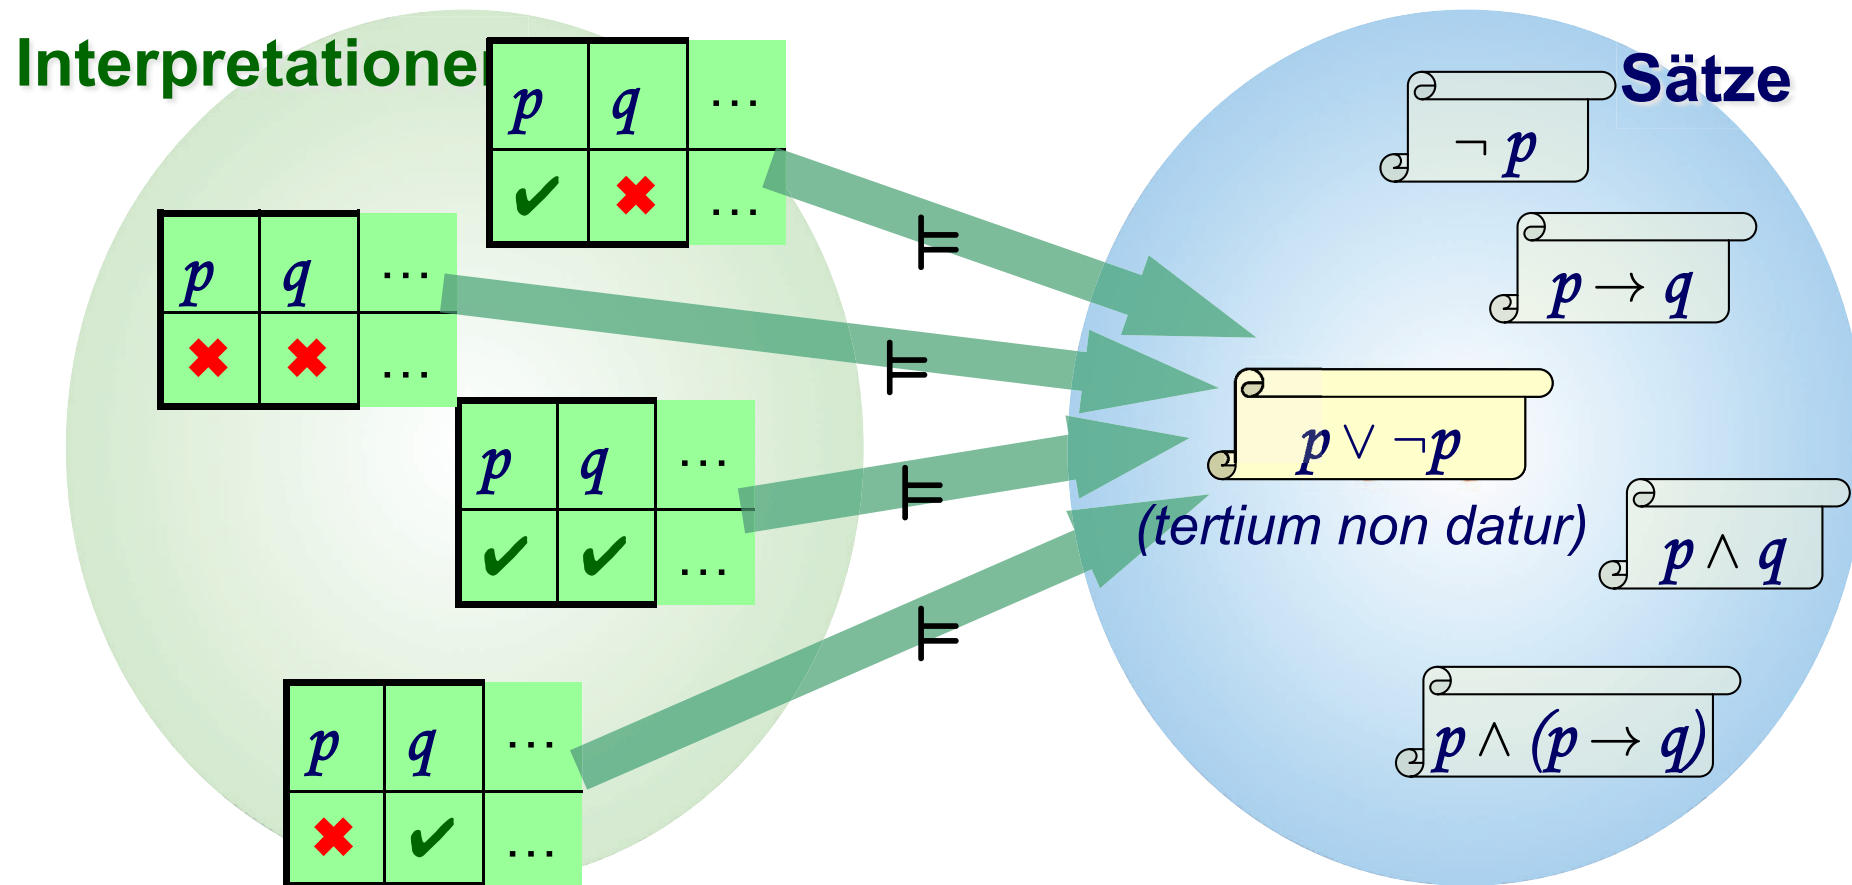 Interpretationen
p q ...
✔ ✖ ...
p q ...
✖ ✖ ...
p q ...
✔ ✔ ...
p q ...
✖ ✔ ...
⊨
⊨
⊨
⊨
Sätze
¬ p
p → q
p ∨ ¬p
(tertium non datur)
p ∧ q
p ∧ (p → q)